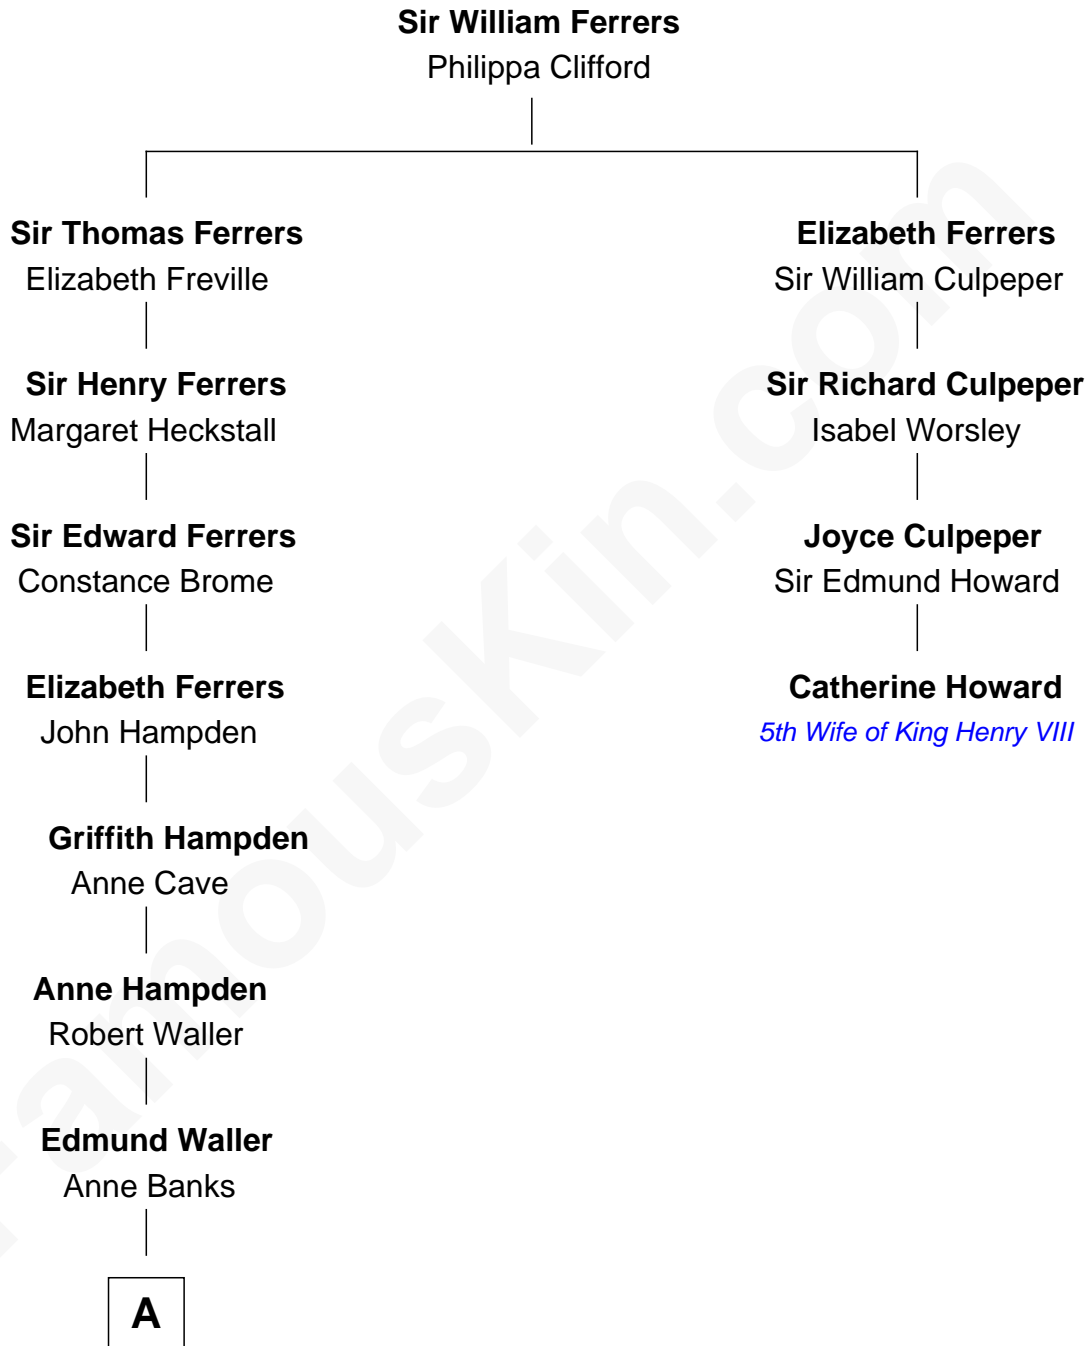 Sir William Ferrers
Philippa Clifford
Sir Thomas Ferrers
Elizabeth Freville
Elizabeth Ferrers
Sir William Culpeper
Sir Henry Ferrers
Margaret Heckstall
Sir Richard Culpeper
Isabel Worsley
Sir Edward Ferrers
Constance Brome
Joyce Culpeper
Sir Edmund Howard
Elizabeth Ferrers
John Hampden
Catherine Howard
5th Wife of King Henry VIII
Griffith Hampden
Anne Cave
Anne Hampden
Robert Waller
Edmund Waller
Anne Banks
A
FamousKin.com